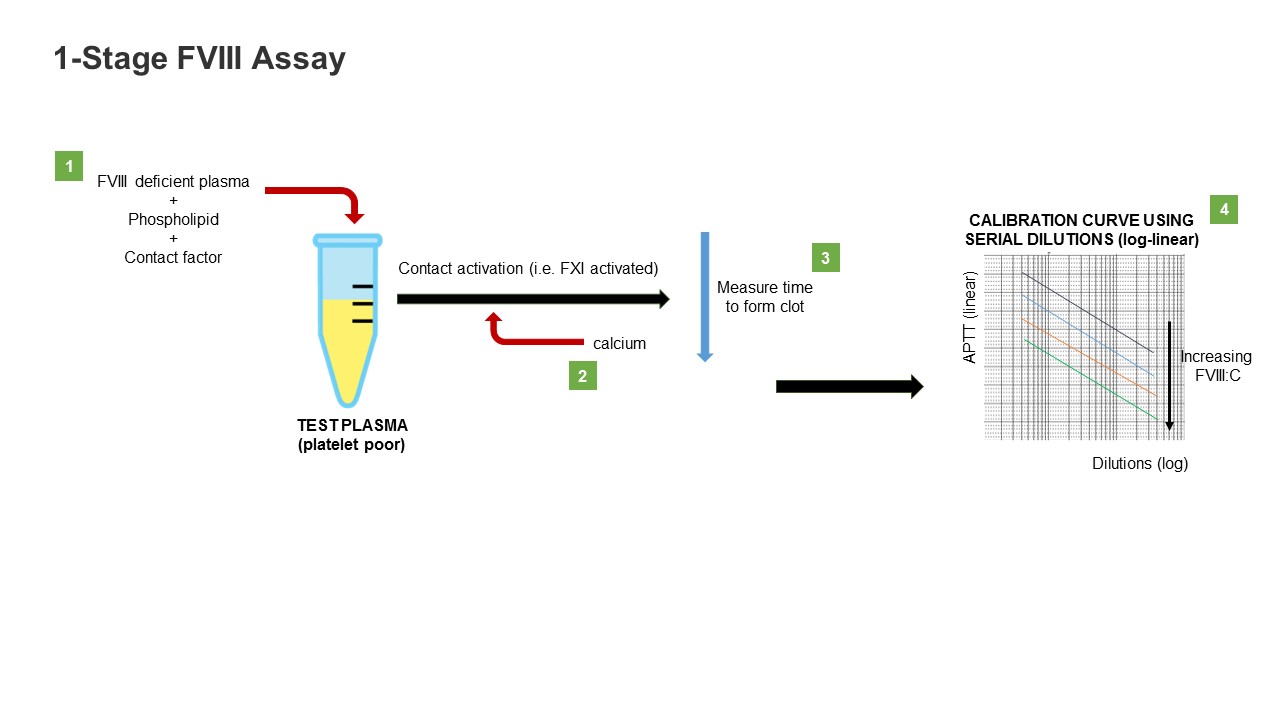 1-Stage FVIII Assay
1
FVIII deficient plasma
+
Phospholipid
+
Contact factor
TEST PLASMA
(platelet poor)
Contact activation (i.e. FXI activated)
calcium
2
3
Measure time
to form clot
4
CALIBRATION CURVE USING
SERIAL DILUTIONS (log-linear)
APTT (linear)
Increasing
FVIII:C
Dilutions (log)